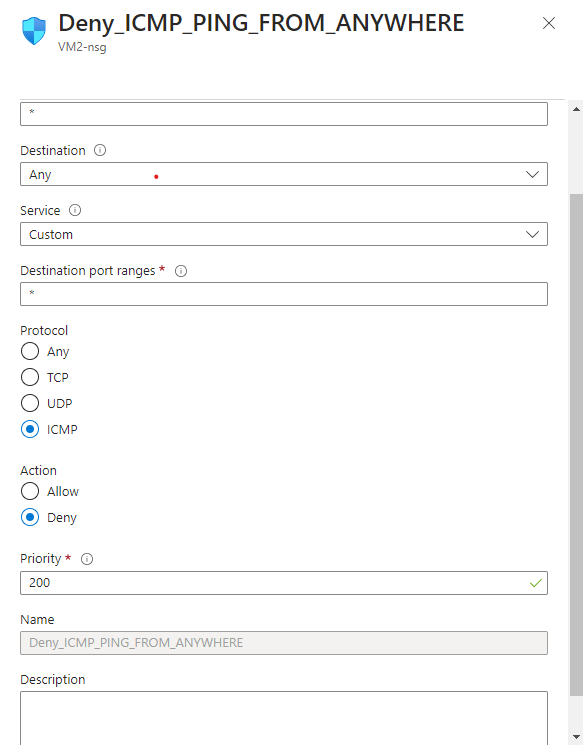 Deny_ICMP_PING_FROM_ANYWHERE
VM2-nsg
*
Destination
Any
Service
Custom
Destination port ranges *
*
Protocol
Any
TCP
UDP
ICMP
Action
Allow
Deny
Priority *
200
Name
Deny_ICMP_PING_FROM_ANYWHERE
Description